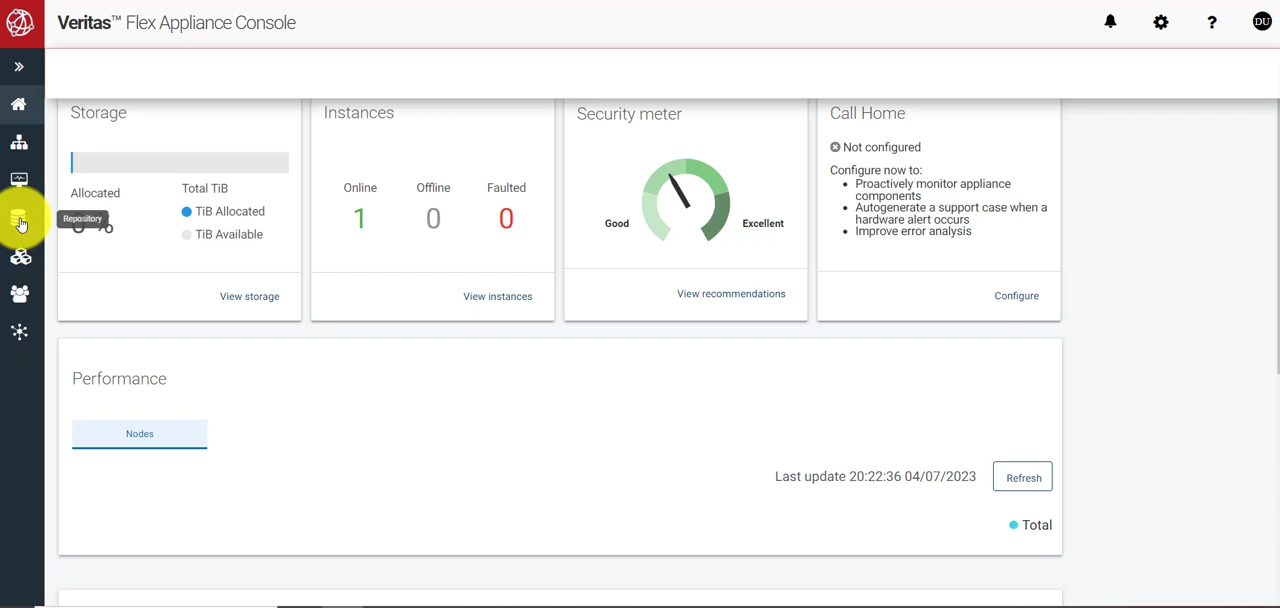 Veritas™ Flex Appliance Console
DU
Storage
Allocated
Total TiB
TiB Allocated
TiB Available
%
View storage
Repository
Instances
Online
Offline
Faulted
1
0
0
View instances
Security meter
Good
Excellent
View recommendations
Call Home
Not configured
Configure now to:
• Proactively monitor appliance
components
• Autogenerate a support case when a
hardware alert occurs
• Improve error analysis
Configure
Performance
Nodes
Last update 20:22:36 04/07/2023
Refresh
Total